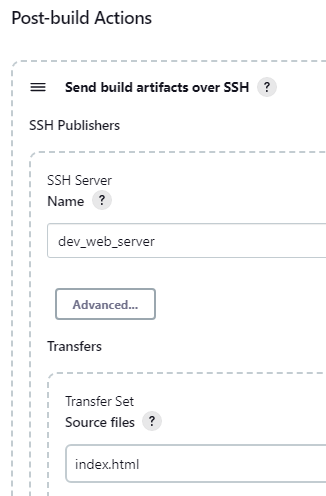 Post-build Actions
Send build artifacts over SSH ?
SSH Publishers
SSH Server
Name ?
dev_web_server
Advanced...
Transfers
Transfer Set
Source files ?
index.html